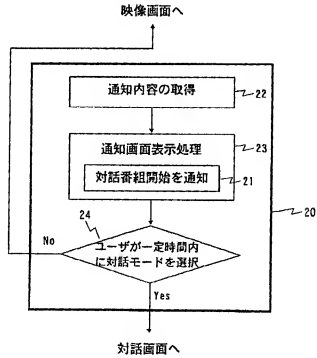 映像画面へ
通知内容の取得
22
通知画面表示処理
23
対話番組開始を通知
21
24
ユーザが一定時間内
に対話モードを選択
20
No
Yes
対話画面へ